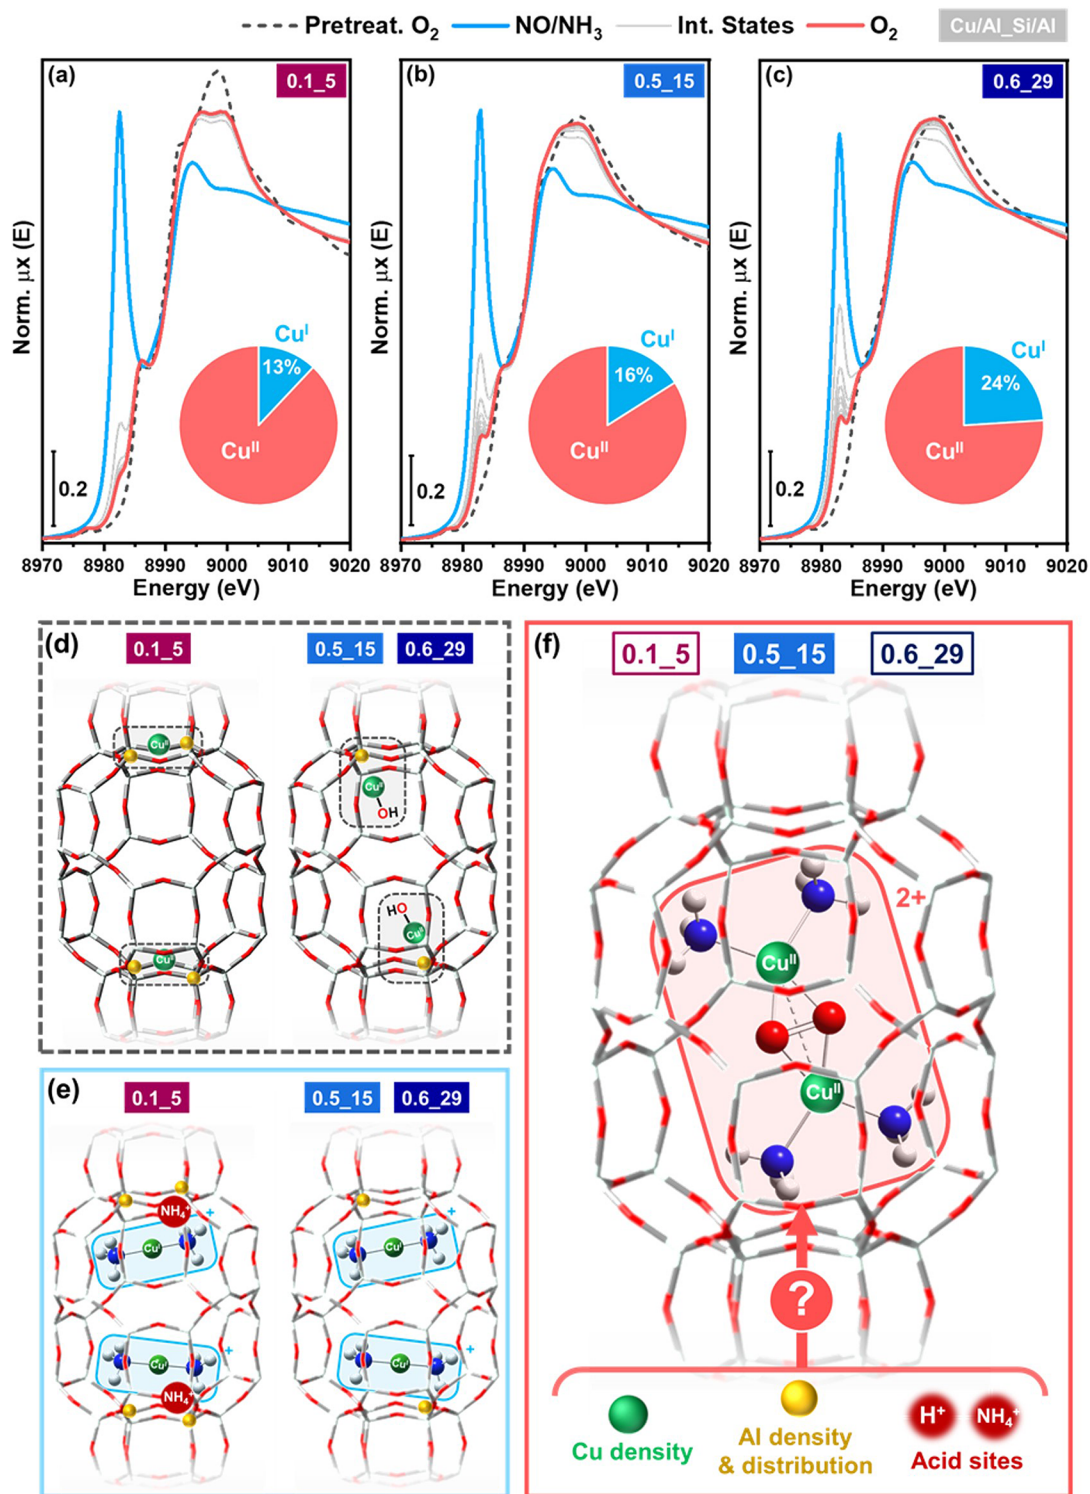 Pretreat. O₂ NO/NH₃ Int. States O₂ Cu/Al_Si/Al
(a) 0.1_5
(b) 0.5_15
(c) 0.6_29
Norm. μx (E)
Norm. μx (E)
Norm. μx (E)
Cuᴵ
13%
Cuᴵᴵ
Cuᴵ
16%
Cuᴵᴵ
Cuᴵ
24%
Cuᴵᴵ
0.2
0.2
0.2
8970 8980 8990 9000 9010 9020
8970 8980 8990 9000 9010 9020
8970 8980 8990 9000 9010 9020
Energy (eV)
Energy (eV)
Energy (eV)
(d) 0.1_5 0.5_15 0.6_29
Cuᴵᴵ
Cuᴵᴵ
OH
HO
Cuᴵᴵ
Cuᴵᴵ
(e) 0.1_5 0.5_15 0.6_29
NH₄⁺
+
+
Cuᴵ
Cuᴵ
+
+
Cuᴵ
Cuᴵ
NH₄⁺
(f) 0.1_5 0.5_15 0.6_29
2+
Cuᴵᴵ
Cuᴵᴵ
?
H⁺ NH₄⁺
Cu density
Al density
& distribution
Acid sites